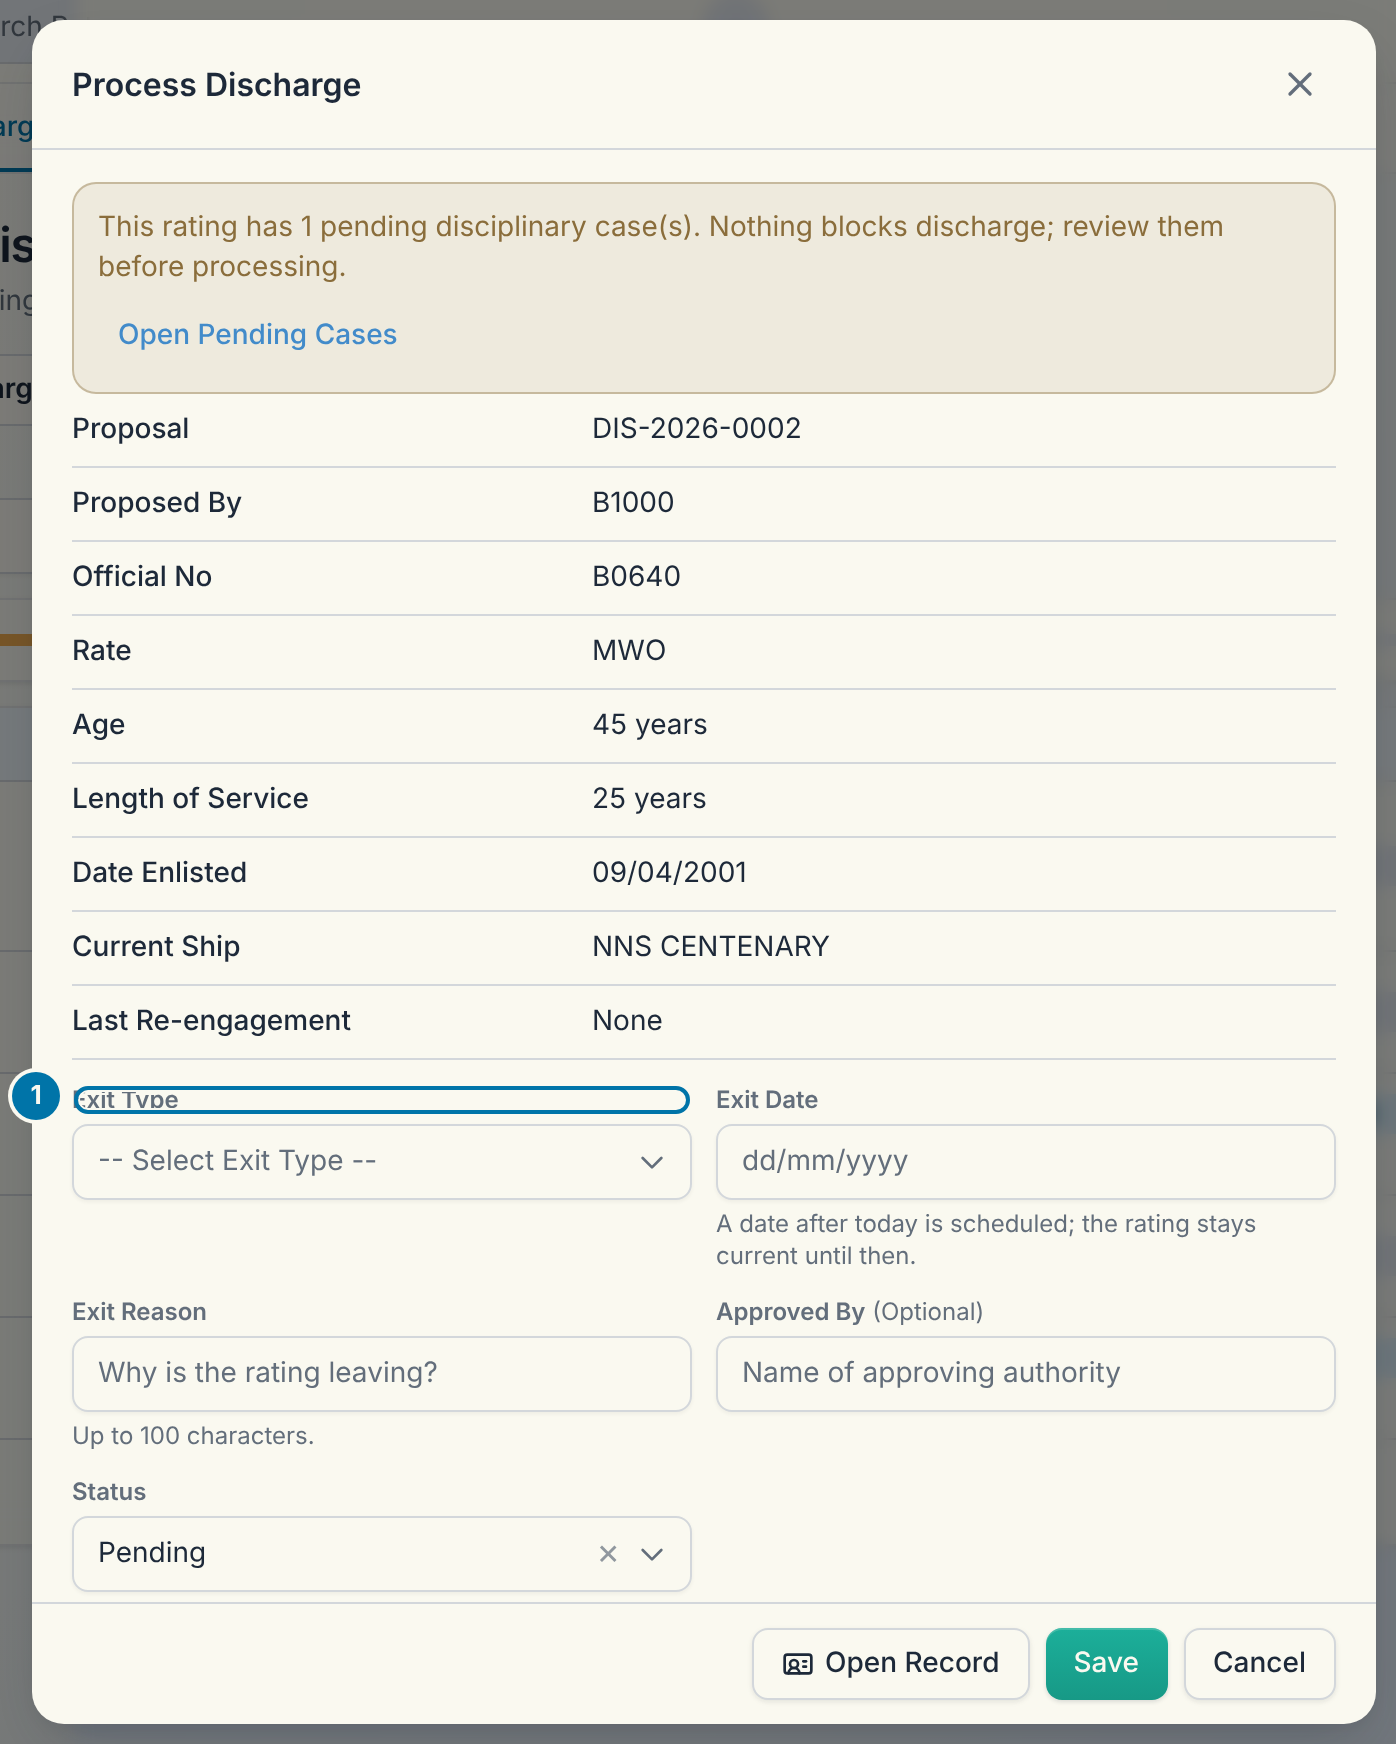 Process Discharge
This rating has 1 pending disciplinary case(s). Nothing blocks discharge; review them
before processing.
Open Pending Cases
Proposal DIS-2026-0002
Proposed By B1000
Official No B0640
Rate MWO
Age 45 years
Length of Service 25 years
Date Enlisted 09/04/2001
Current Ship NNS CENTENARY
Last Re-engagement None
1 Exit Type Exit Date
-- Select Exit Type -- dd/mm/yyyy
A date after today is scheduled; the rating stays
current until then.
Exit Reason Approved By (Optional)
Why is the rating leaving? Name of approving authority
Up to 100 characters.
Status
Pending
Open Record Save Cancel